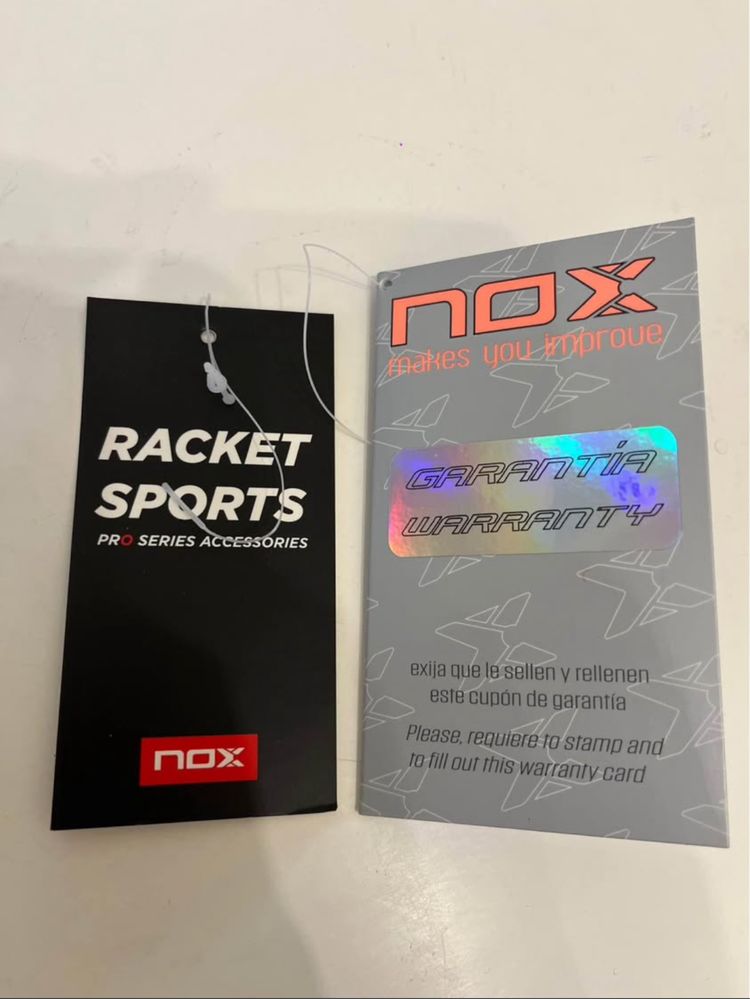 RACKET
SPORTS
PRO SERIES ACCESSORIES
nox
nox
makes you improve
GARANTÍA
WARRANTY
exija que le sellen y rellenen
este cupón de garantía
Please, requiere to stamp and
to fill out this warranty card